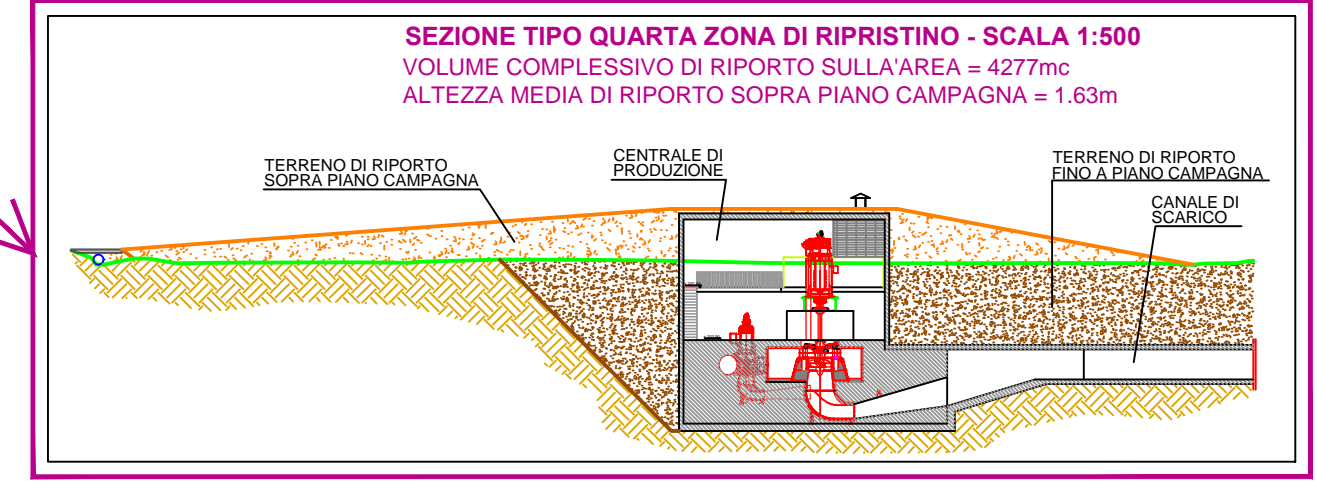 SEZIONE TIPO QUARTA ZONA DI RIPRISTINO - SCALA 1:500
VOLUME COMPLESSIVO DI RIPORTO SULLA'AREA = 4277mc
ALTEZZA MEDIA DI RIPORTO SOPRA PIANO CAMPAGNA = 1.63m
TERRENO DI RIPORTO
SOPRA PIANO CAMPAGNA
CENTRALE DI
PRODUZIONE
TERRENO DI RIPORTO
FINO A PIANO CAMPAGNA
CANALE DI
SCARICO